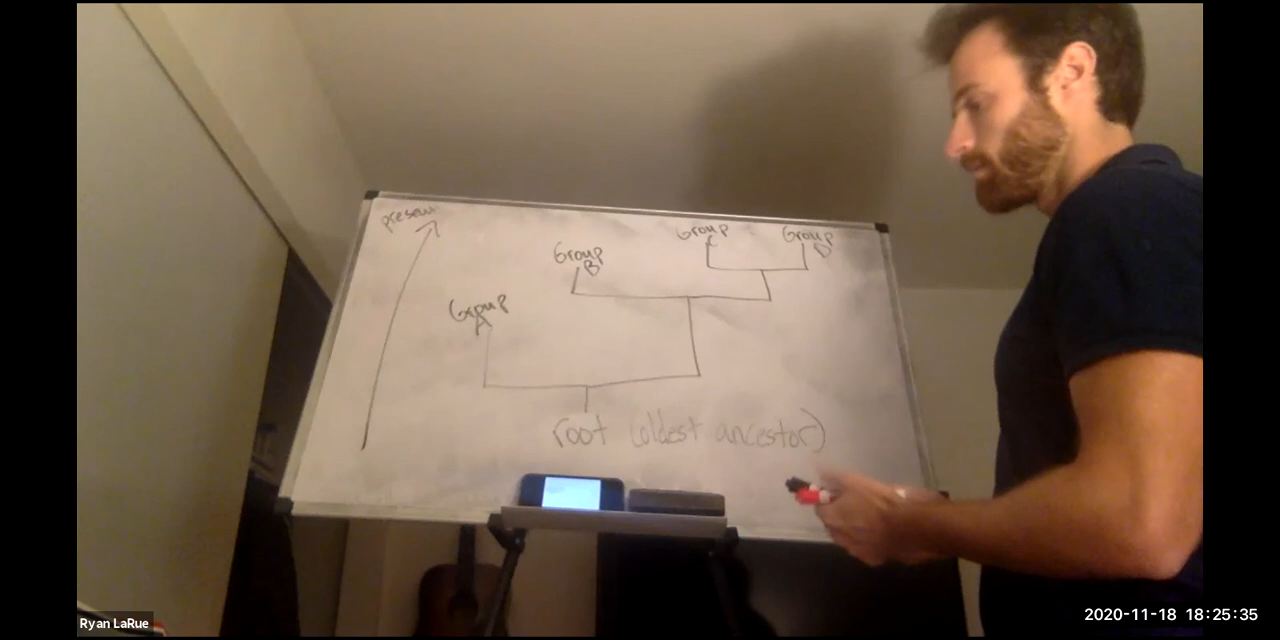 present
Group
C
Group
D
Group
B
Group
A
root (oldest ancestor)
Ryan LaRue
2020-11-18 18:25:35